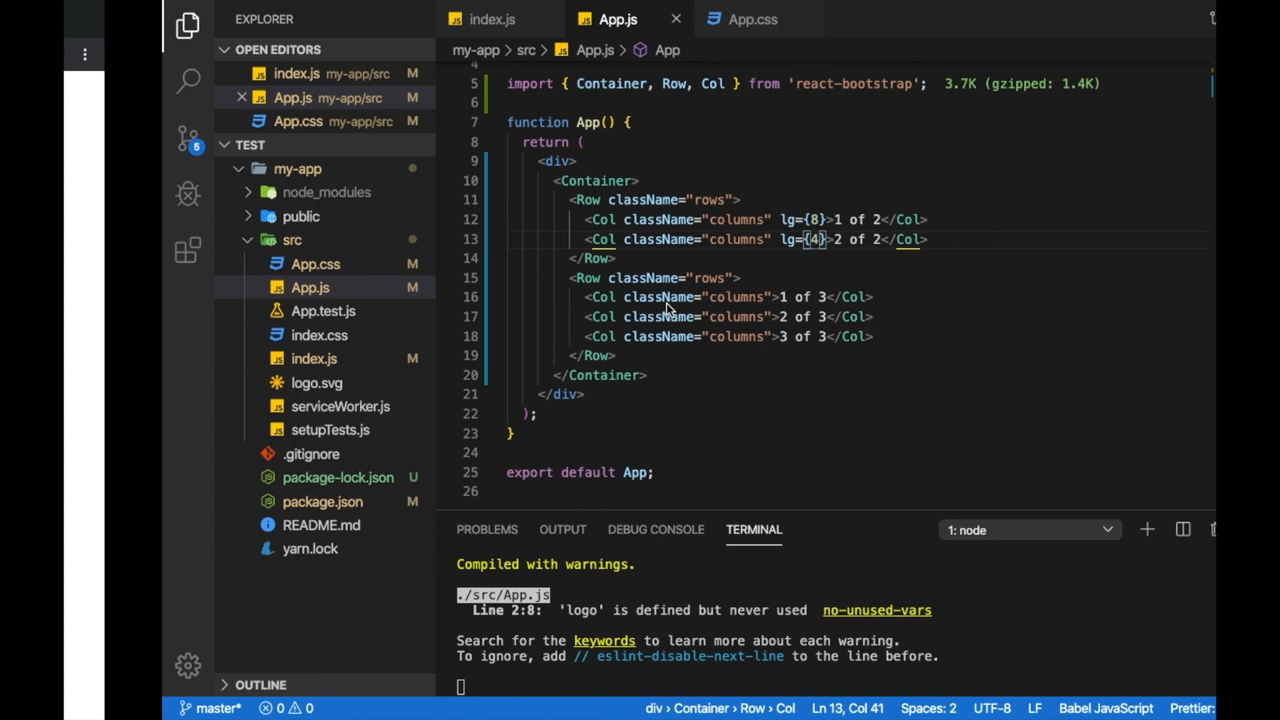 EXPLORER
OPEN EDITORS
index.js my-app/src M
App.js my-app/src M
App.css my-app/src M
TEST
my-app
node_modules
public
src
App.css M
App.js M
App.test.js
index.css
index.js M
logo.svg
serviceWorker.js
setupTests.js
.gitignore
package-lock.json U
package.json M
README.md
yarn.lock
OUTLINE
5
index.js
App.js
App.css
my-app > src > App.js > App
4
5 import { Container, Row, Col } from 'react-bootstrap'; 3.7K (gzipped: 1.4K)
6
7 function App() {
8 return (
9 <div>
10 <Container>
11 <Row className="rows">
12 <Col className="columns" lg={8}>1 of 2</Col>
13 <Col className="columns" lg={4}>2 of 2</Col>
14 </Row>
15 <Row className="rows">
16 <Col className="columns">1 of 3</Col>
17 <Col className="columns">2 of 3</Col>
18 <Col className="columns">3 of 3</Col>
19 </Row>
20 </Container>
21 </div>
22 );
23 }
24
25 export default App;
26
PROBLEMS OUTPUT DEBUG CONSOLE TERMINAL 1: node
Compiled with warnings.
./src/App.js
Line 2:8: 'logo' is defined but never used no-unused-vars
Search for the keywords to learn more about each warning.
To ignore, add // eslint-disable-next-line to the line before.
master* 0 0 div > Container > Row > Col Ln 13, Col 41 Spaces: 2 UTF-8 LF Babel JavaScript Prettier: